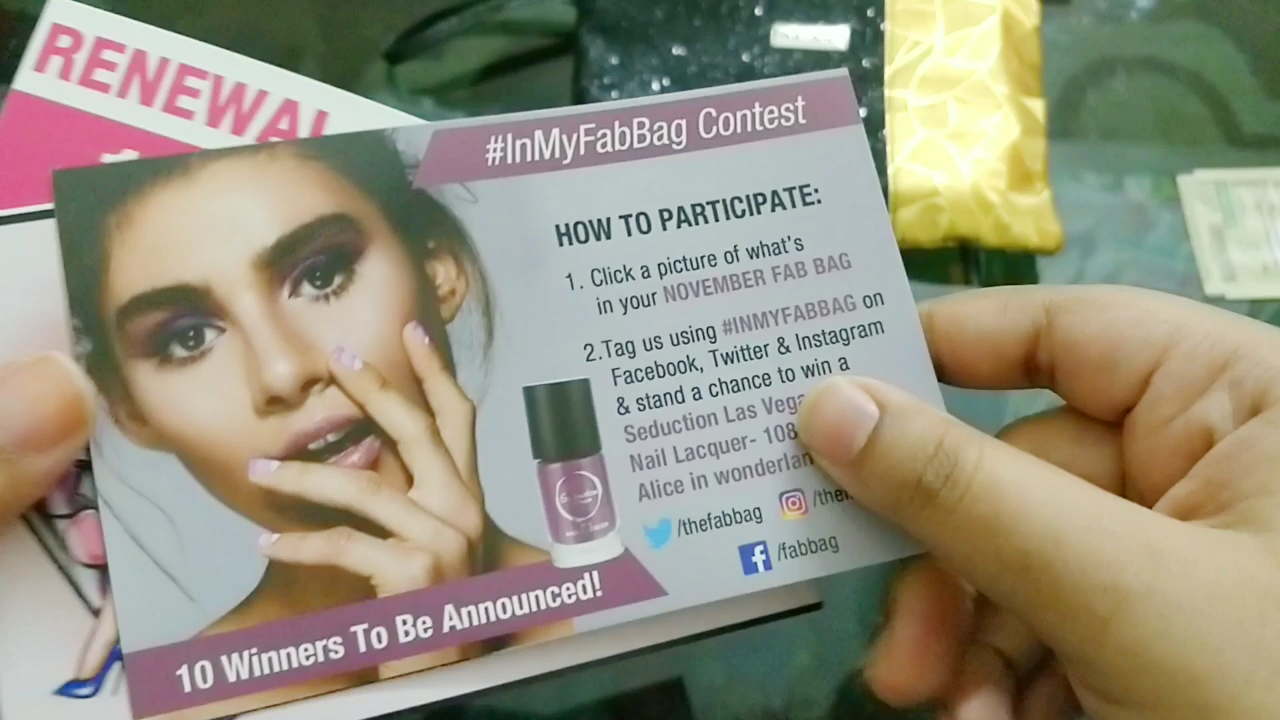 RENEWAL
#InMyFabBag Contest
HOW TO PARTICIPATE:
1. Click a picture of what's
in your NOVEMBER FAB BAG
2.Tag us using #INMYFABBAG on
Facebook, Twitter & Instagram
& stand a chance to win a
Seduction Las Vega
Nail Lacquer- 108
Alice in wonderlan
/thefabbag
/fabbag
10 Winners To Be Announced!